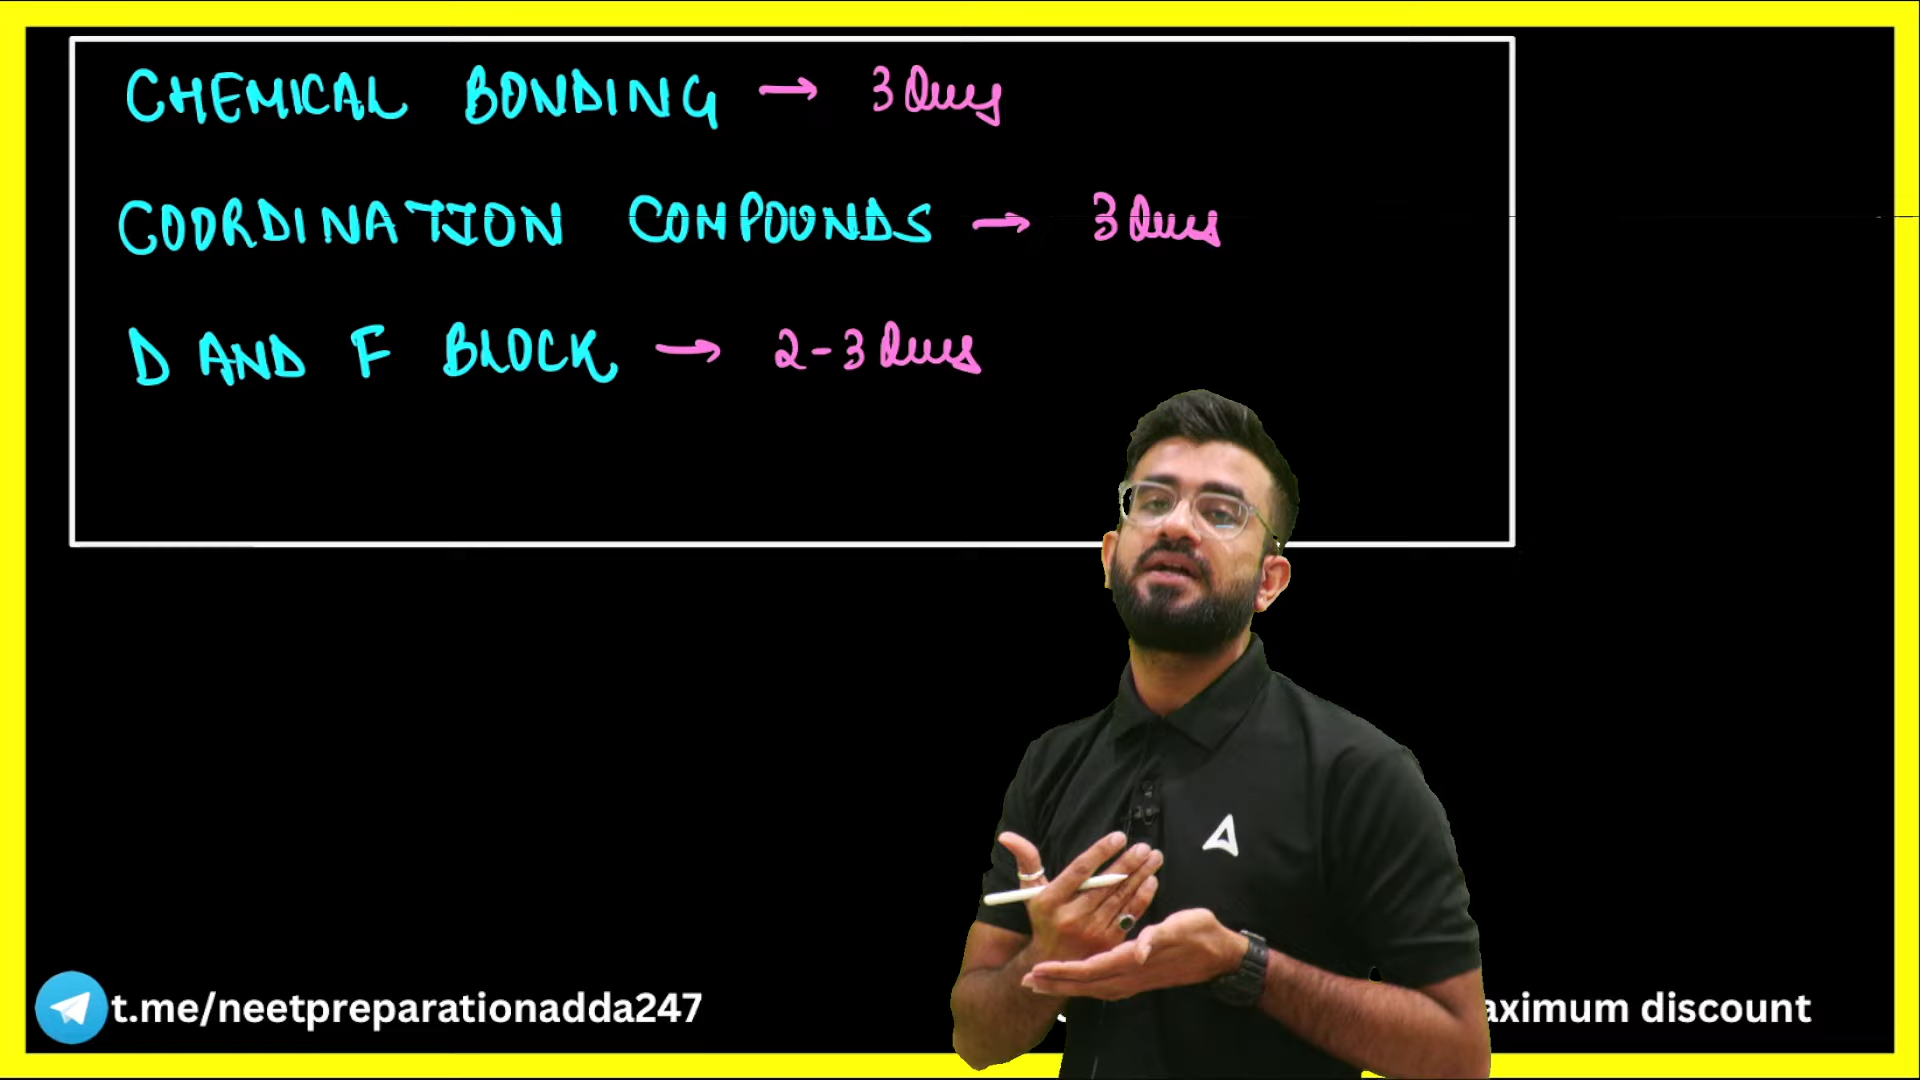 CHEMICAL BONDING → 3 Ques
COORDINATION COMPOUNDS → 3 Ques
D AND F BLOCK → 2-3 Ques
t.me/neetpreparationadda247
aximum discount